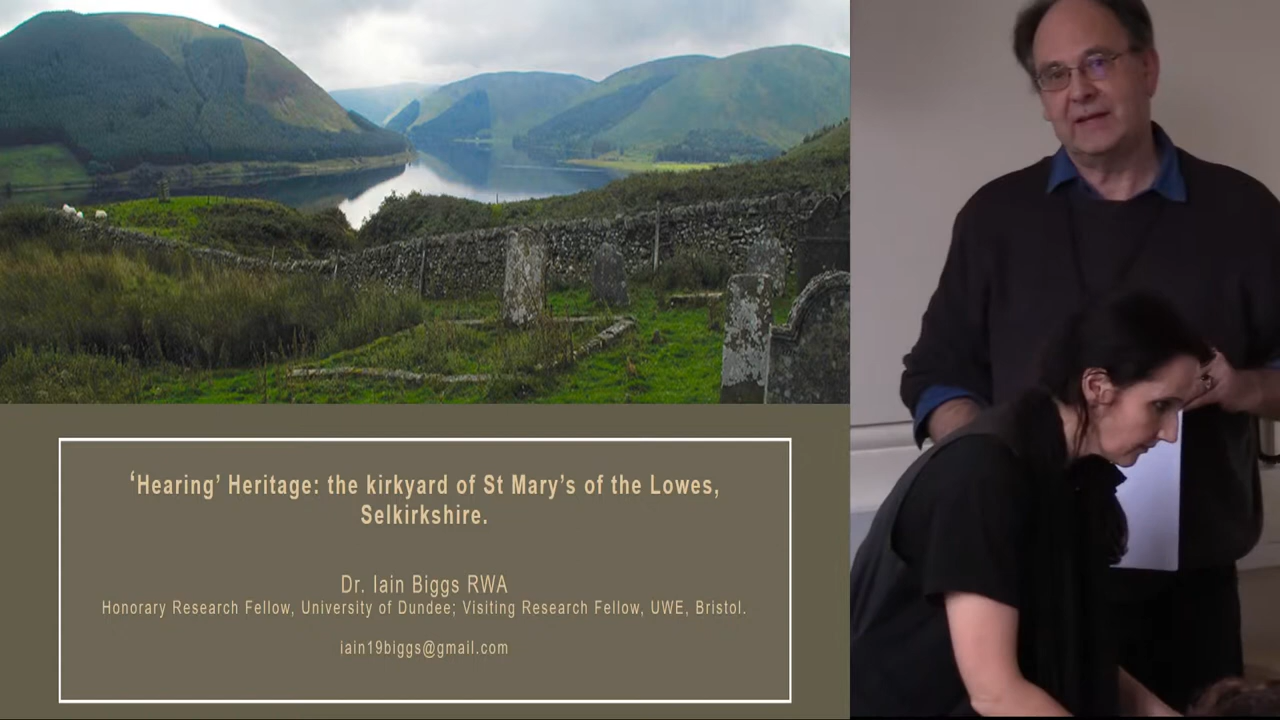 ‘Hearing’ Heritage: the kirkyard of St Mary’s of the Lowes,
Selkirkshire.
Dr. Iain Biggs RWA
Honorary Research Fellow, University of Dundee; Visiting Research Fellow, UWE, Bristol.
iain19biggs@gmail.com